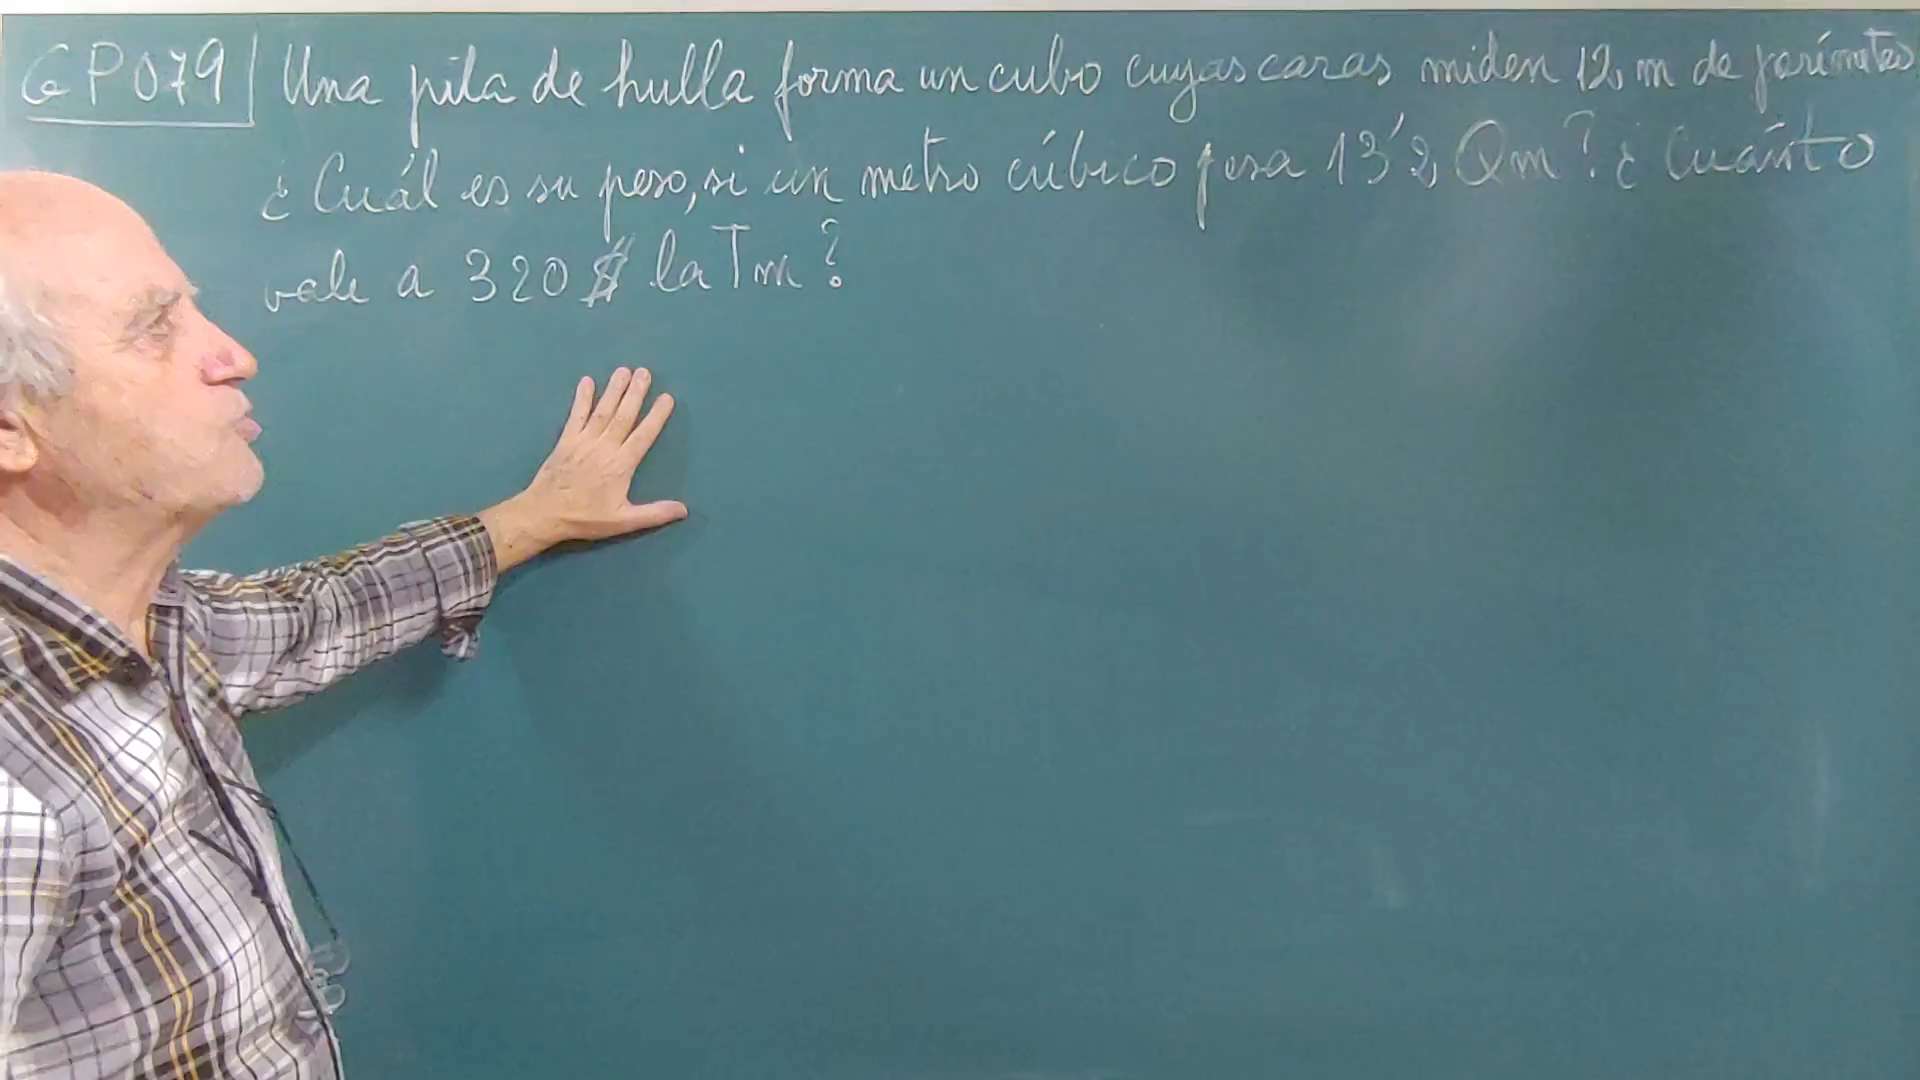 GP079 Una pila de hulla forma un cubo cuyas caras miden 12 m de perímetro
¿Cuál es su peso, si un metro cúbico pesa 13'2 Qm? ¿Cuánto
vale a 320 $ la Tm?